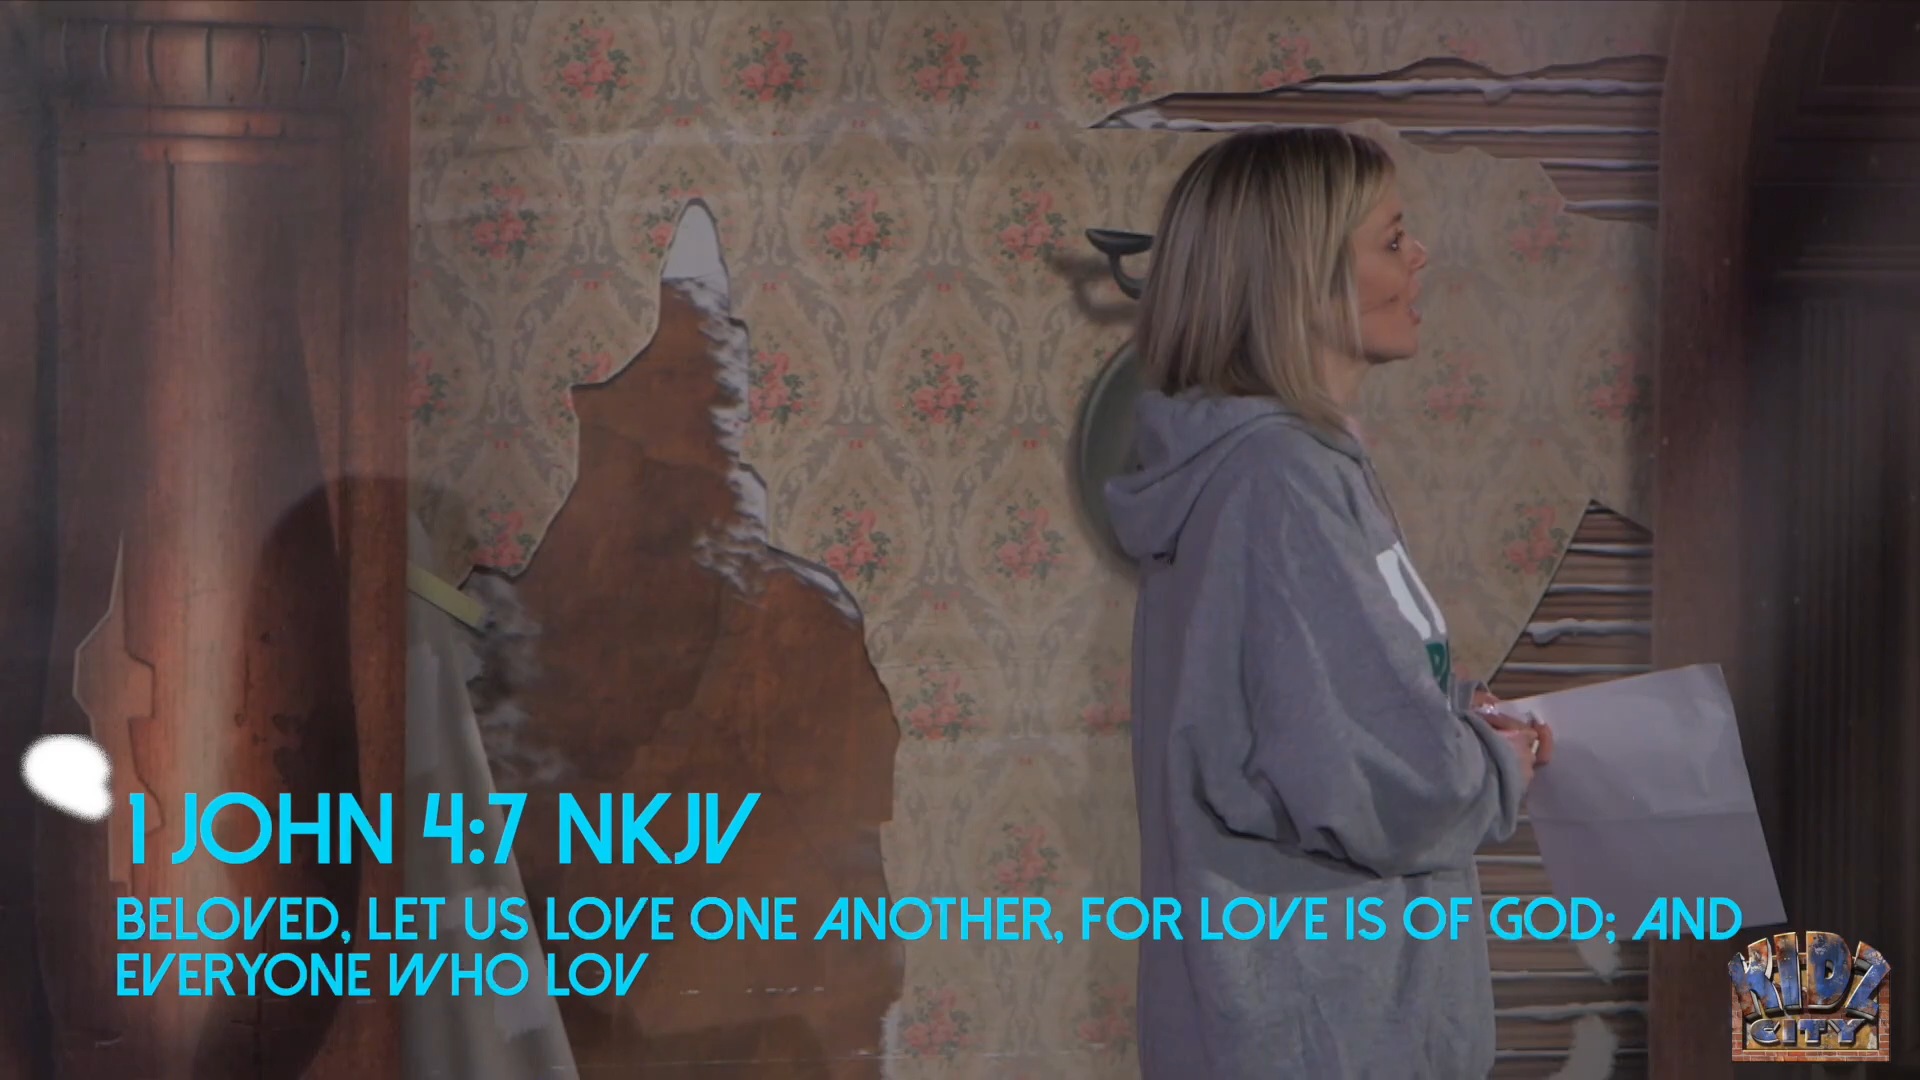 1 JOHN 4:7 NKJV
BELOVED, LET US LOVE ONE ANOTHER, FOR LOVE IS OF GOD; AND
EVERYONE WHO LOV
KIDZ
CITY